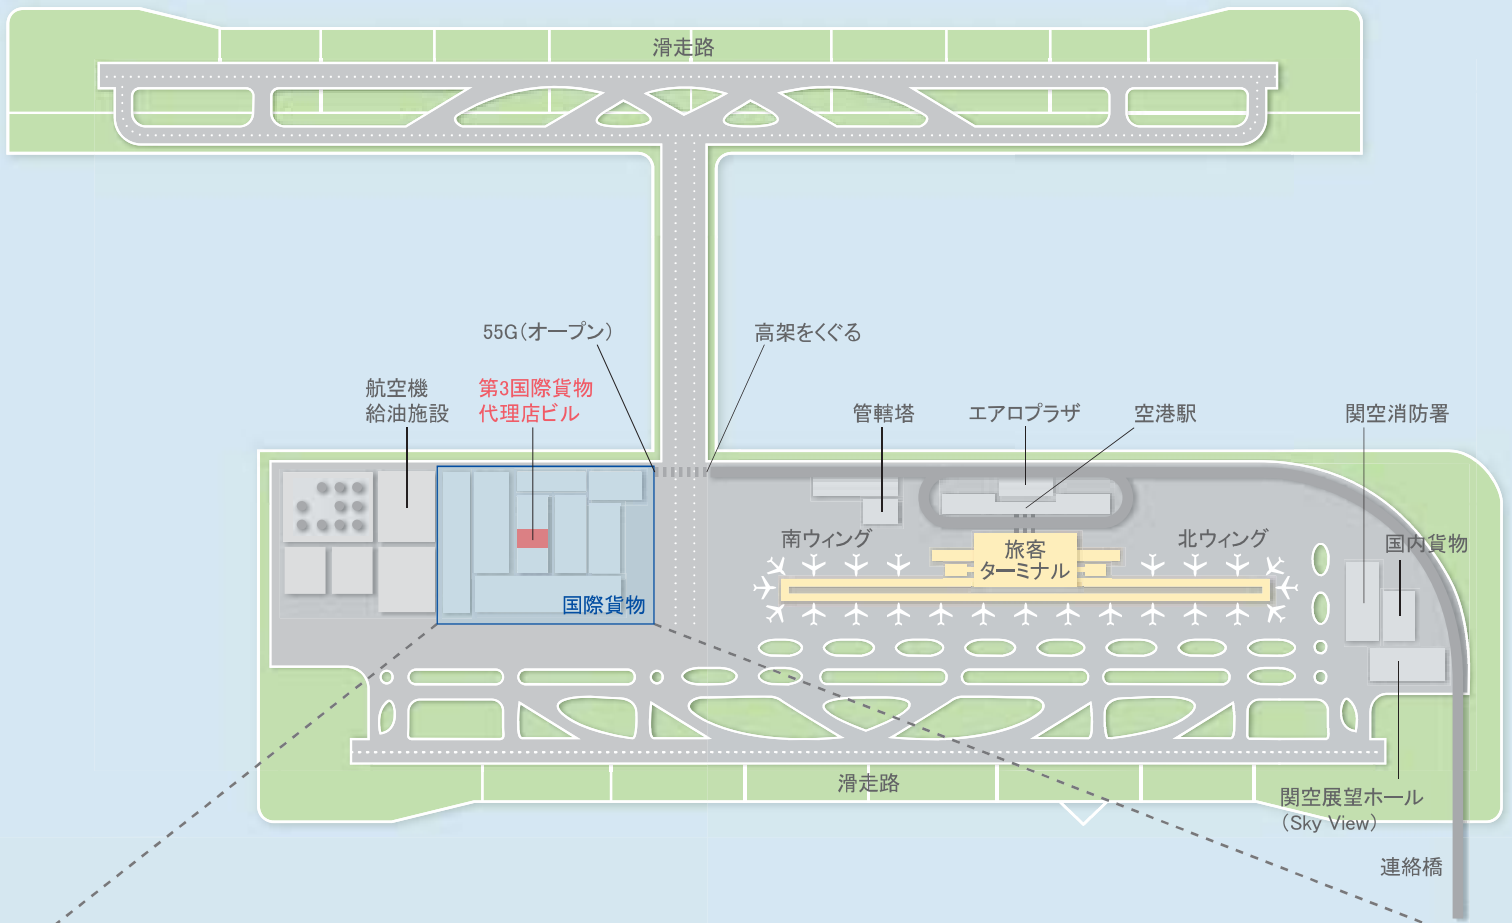 滑走路
55G（オープン）
高架をくぐる
航空機
給油施設
第3国際貨物
代理店ビル
管轄塔
エアロプラザ
空港駅
関空消防署
南ウィング
旅客
ターミナル
北ウィング
国内貨物
国際貨物
滑走路
関空展望ホール
（Sky View）
連絡橋